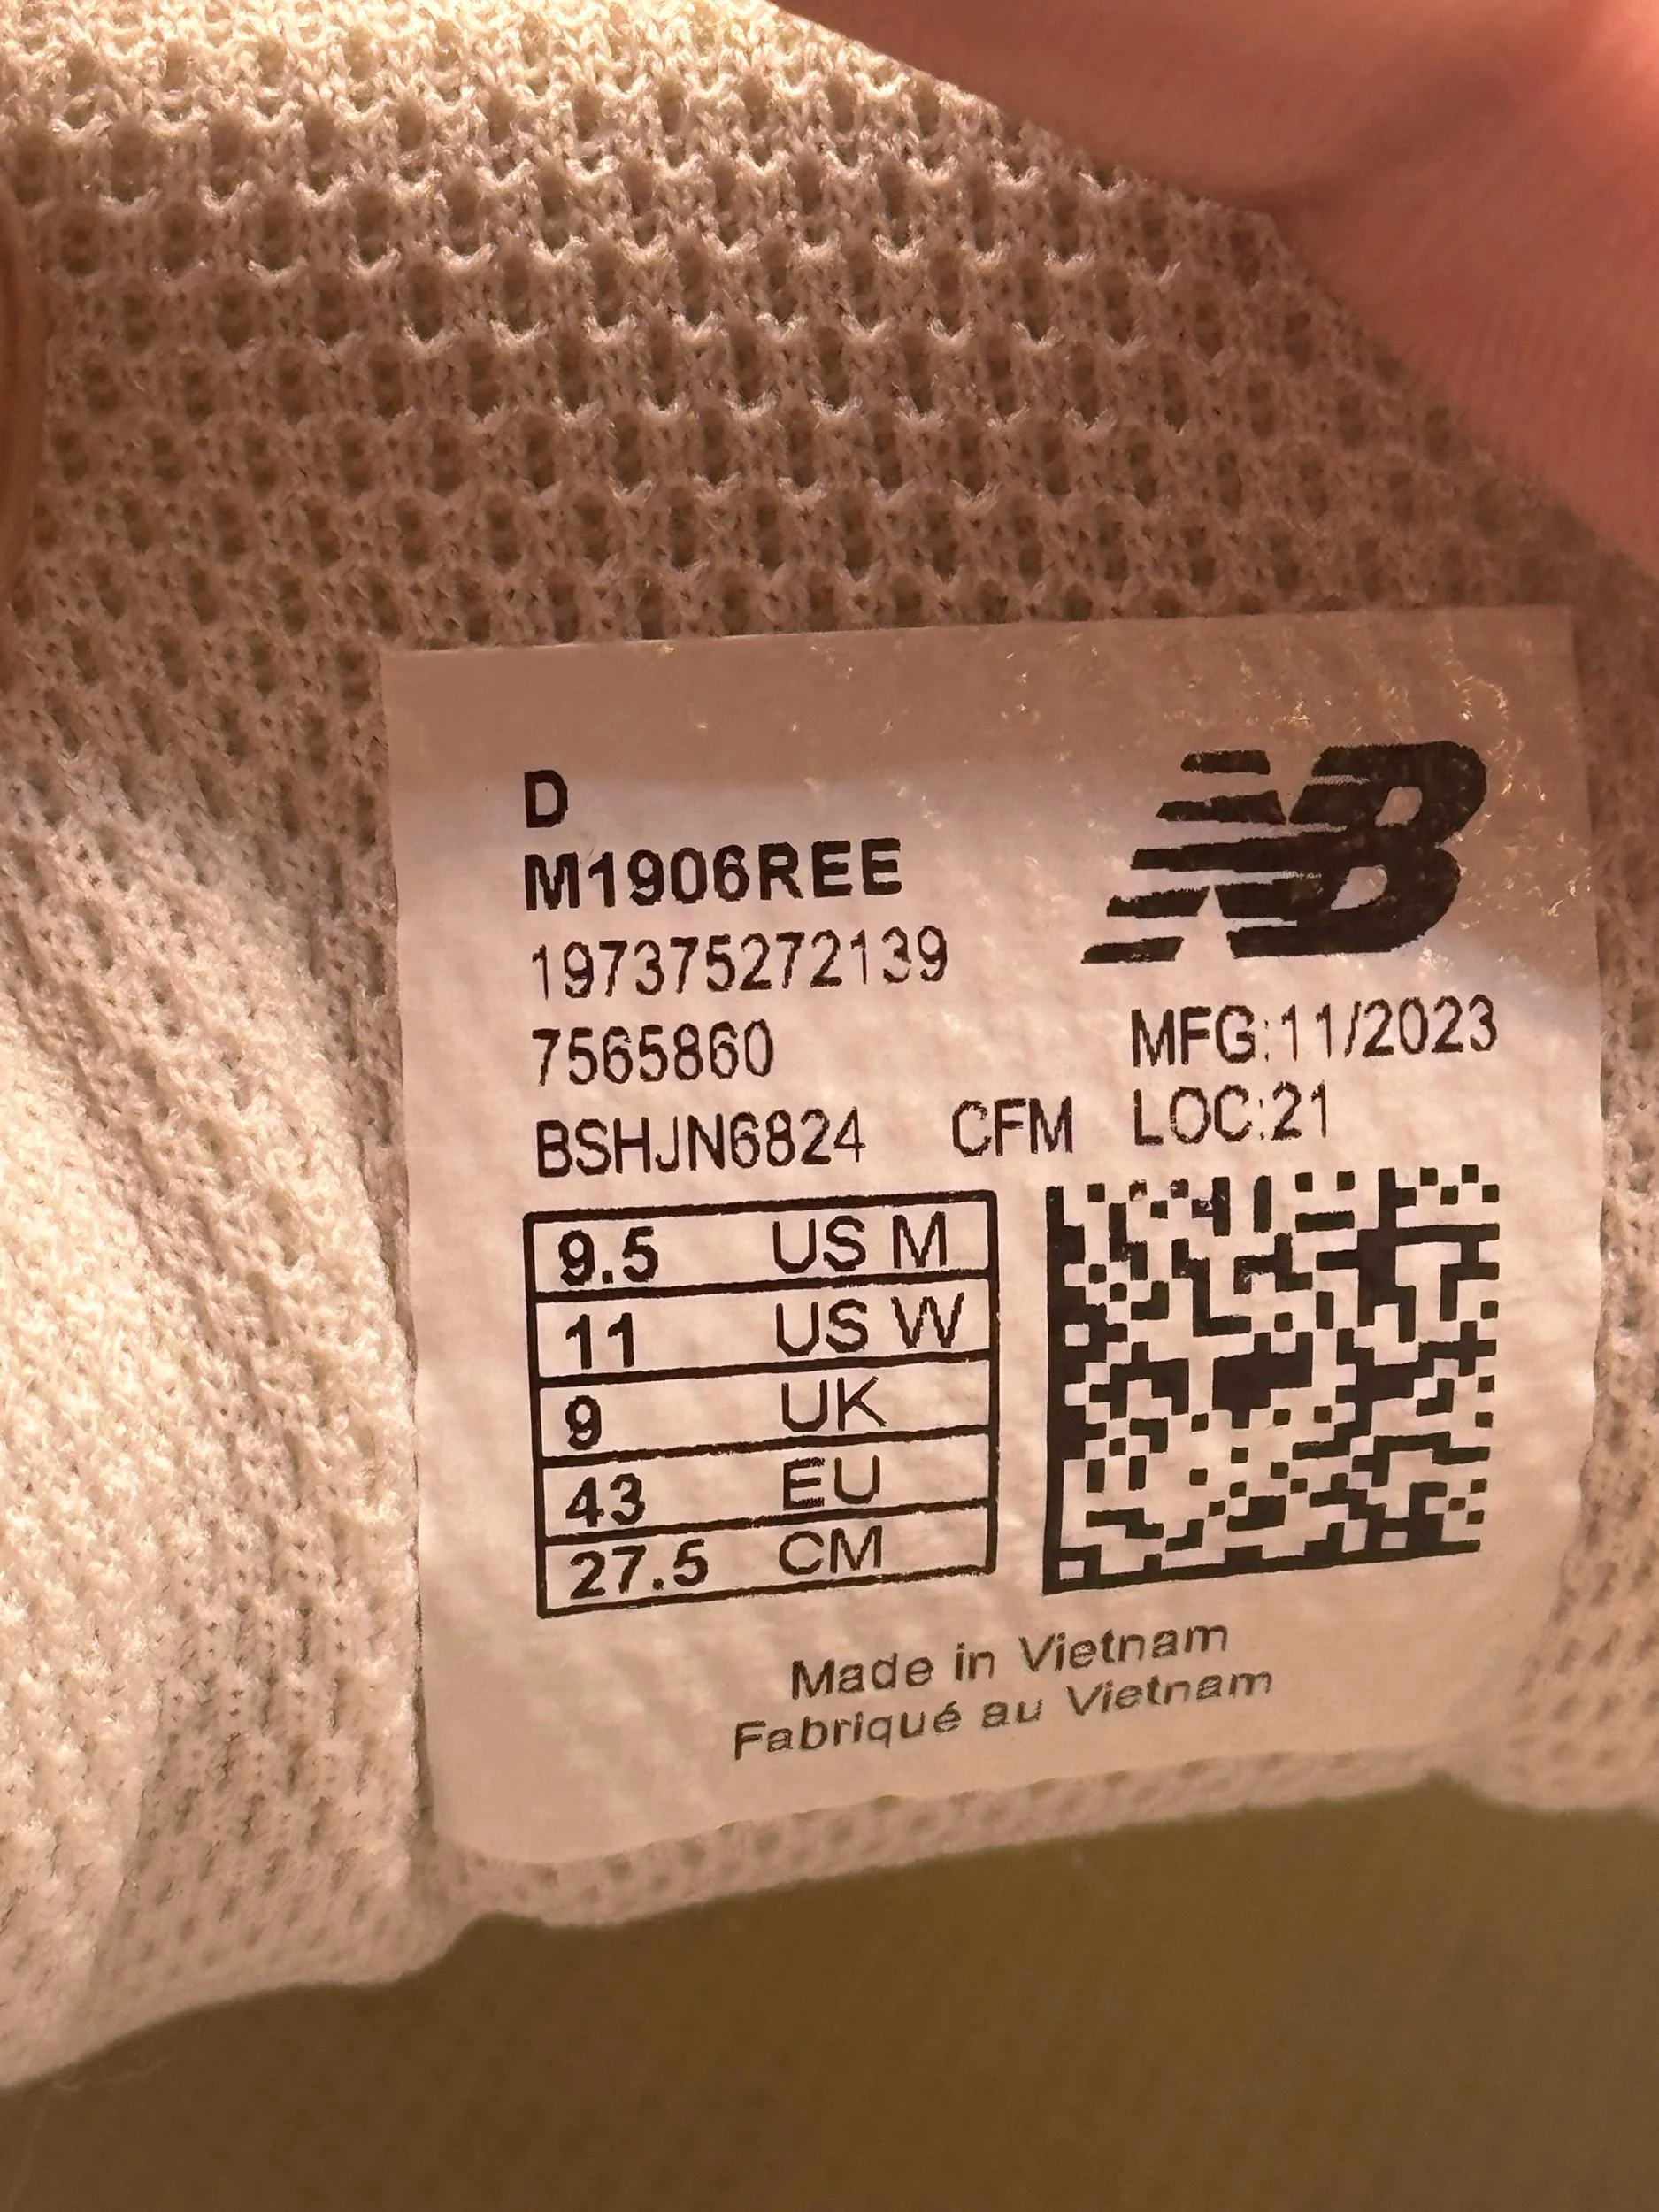 NB
D
M1906REE
197375272139
7565860 MFG:11/2023
BSHJN6824 CFM LOC:21
9.5 US M
11 US W
9 UK
43 EU
27.5 CM
Made in Vietnam
Fabriqué au Vietnam